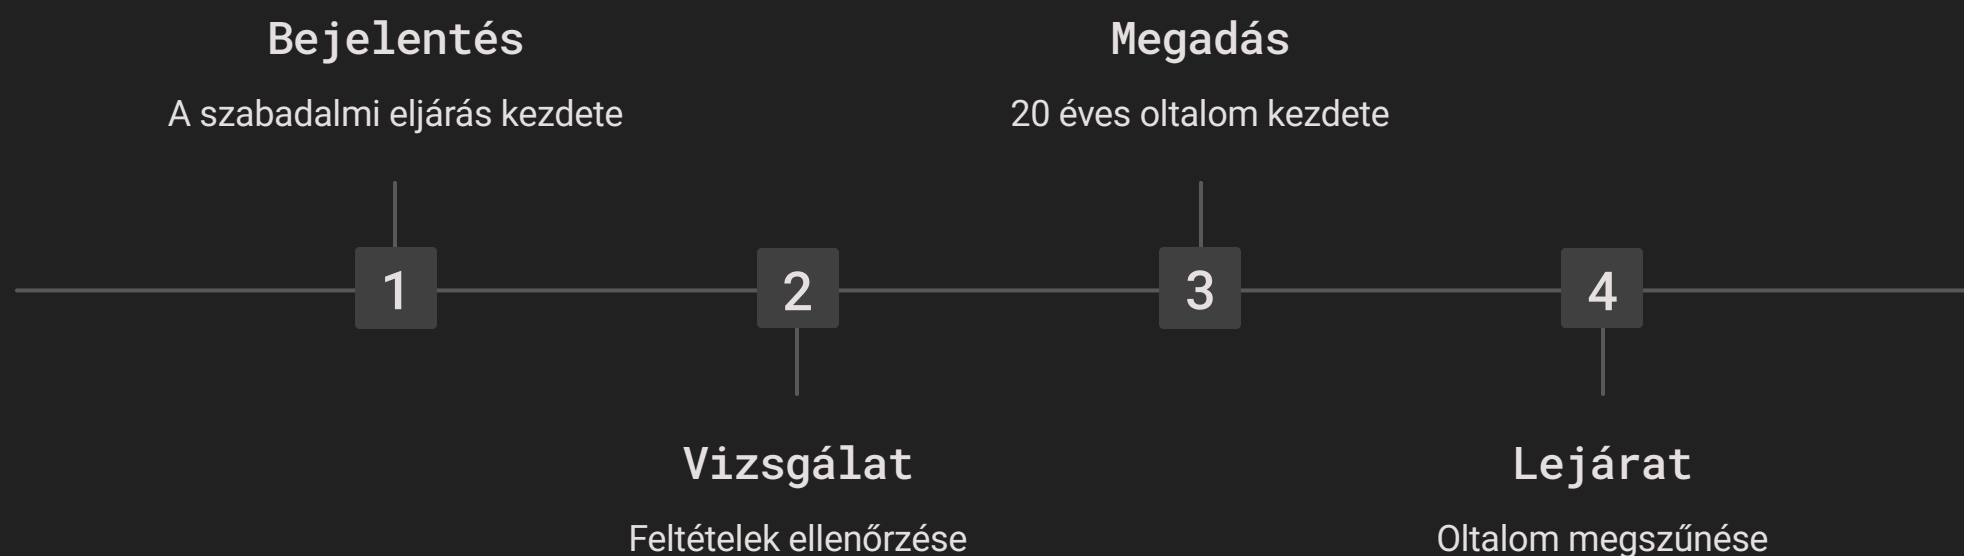 Bejelentés
A szabadalmi eljárás kezdete
Megadás
20 éves oltalom kezdete
1
2
3
4
Vizsgálat
Feltételek ellenőrzése
Lejárat
Oltalom megszűnése